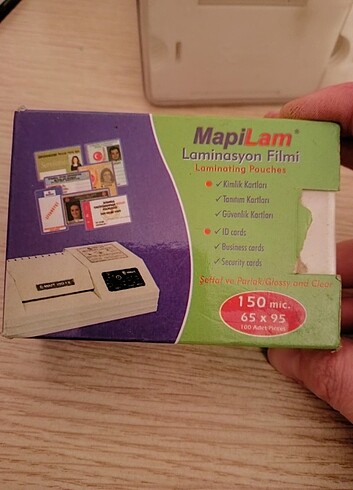 MapiLam®
Laminasyon Filmi
Laminating Pouches
✓ Kimlik Kartları
✓ Tanıtım Kartları
✓ Güvenlik Kartları
✓ ID cards
✓ Business cards
✓ Security cards
Şeffaf ve Parlak/Glossy and Clear
150 mic.
65 x 95
100 Adet/Pieces